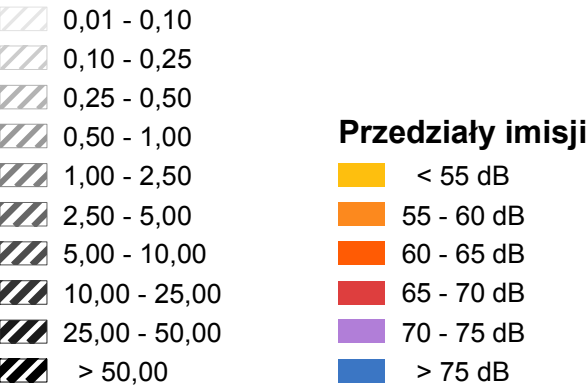 0,01 - 0,10
0,10 - 0,25
0,25 - 0,50
0,50 - 1,00
1,00 - 2,50
2,50 - 5,00
5,00 - 10,00
10,00 - 25,00
25,00 - 50,00
> 50,00
Przedziały imisji
< 55 dB
55 - 60 dB
60 - 65 dB
65 - 70 dB
70 - 75 dB
> 75 dB